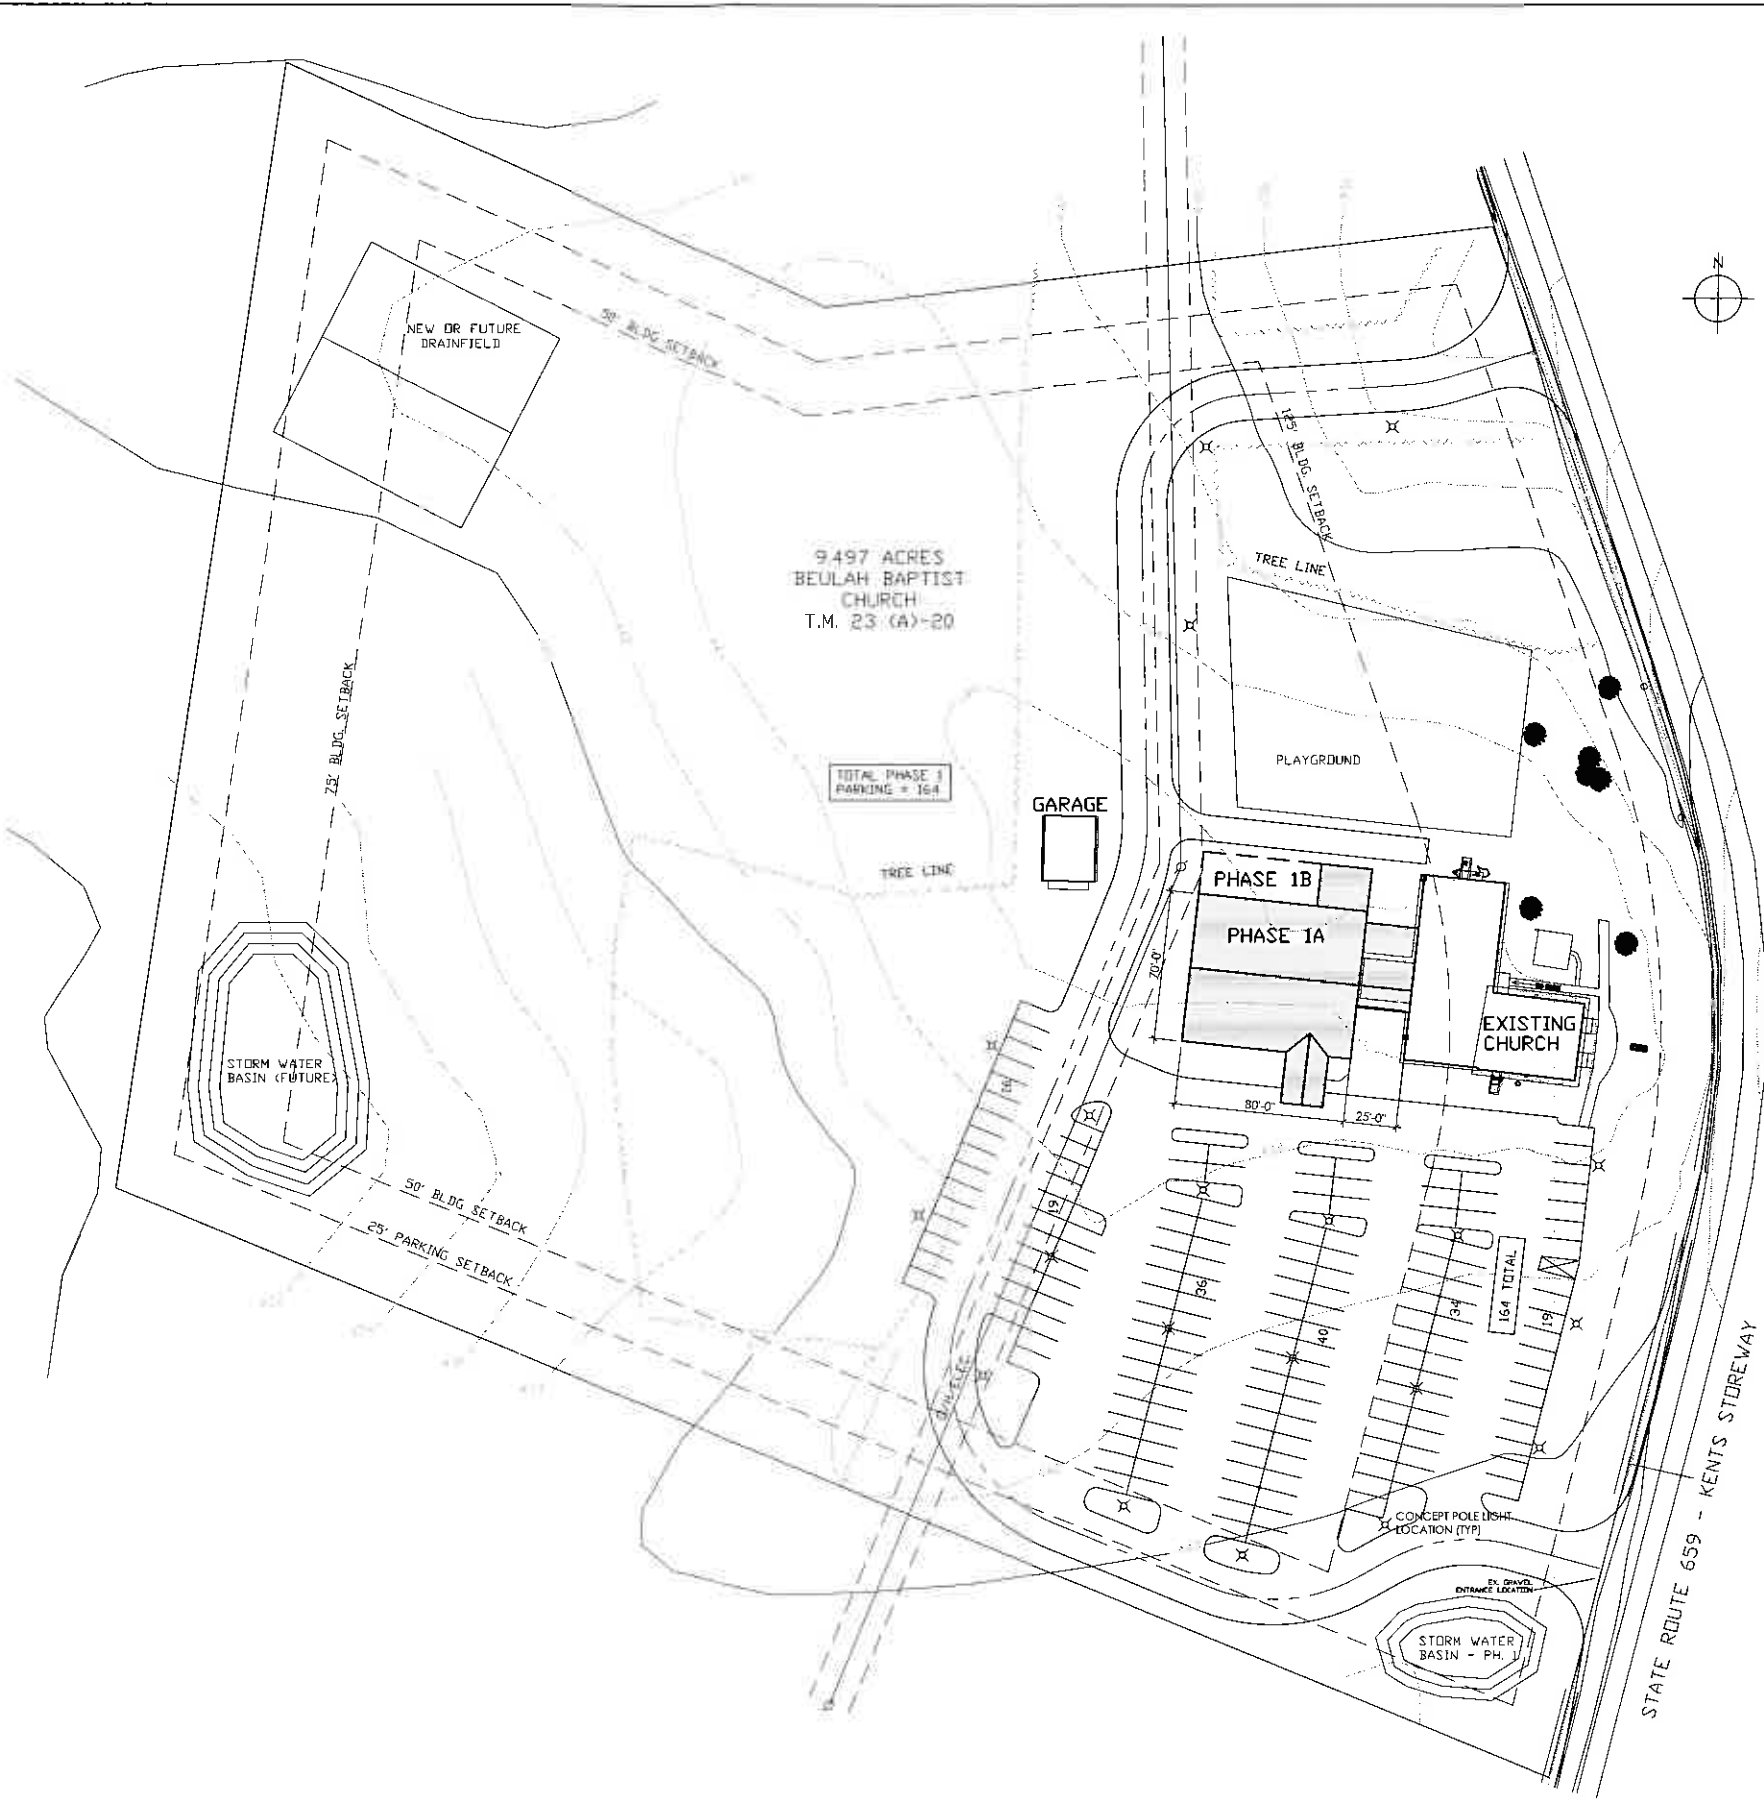 N
NEW OR FUTURE
DRAINFIELD
50' BLDG SETBACK
125' BLDG. SETBACK
9.497 ACRES
BEULAH BAPTIST
CHURCH
T.M. 23 (A)-20
TREE LINE
75' BLDG. SETBACK
PLAYGROUND
TOTAL PHASE 1
PARKING = 164
GARAGE
TREE LINE
PHASE 1B
PHASE 1A
70'-0"
EXISTING
CHURCH
STORM WATER
BASIN (FUTURE)
16
80'-0"
25'-0"
50' BLDG SETBACK
25' PARKING SETBACK
19
36
40
34
164 TOTAL
19
CONCEPT POLE LIGHT
LOCATION (TYP)
EX. GRAVEL
ENTRANCE LOCATION
STORM WATER
BASIN - PH. 1
STATE ROUTE 659 - KENTS STOREWAY